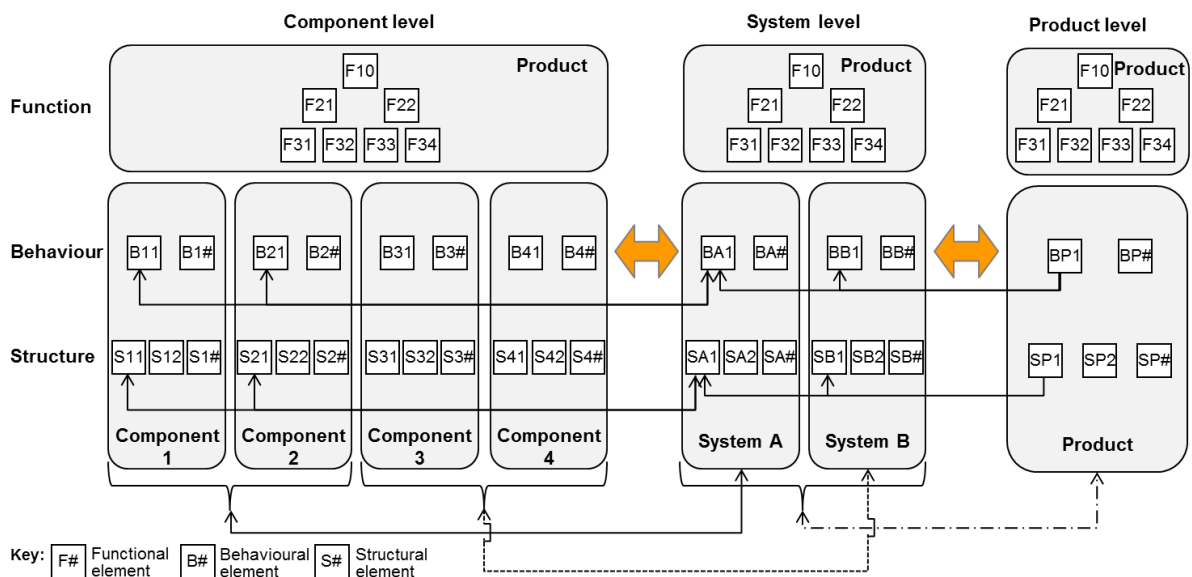 Component level
System level
Product level
Function
Product
F10
F21 F22
F31 F32 F33 F34
Product
F10
F21 F22
F31 F32 F33 F34
Product
F10
F21 F22
F31 F32 F33 F34
Behaviour
B11 B1# B21 B2# B31 B3# B41 B4# BA1 BA# BB1 BB# BP1 BP#
Structure
S11 S12 S1# S21 S22 S2# S31 S32 S3# S41 S42 S4# SA1 SA2 SA# SB1 SB2 SB# SP1 SP2 SP#
Component
1
Component
2
Component
3
Component
4
System A
System B
Product
Key:
F# Functional
element
B# Behavioural
element
S# Structural
element